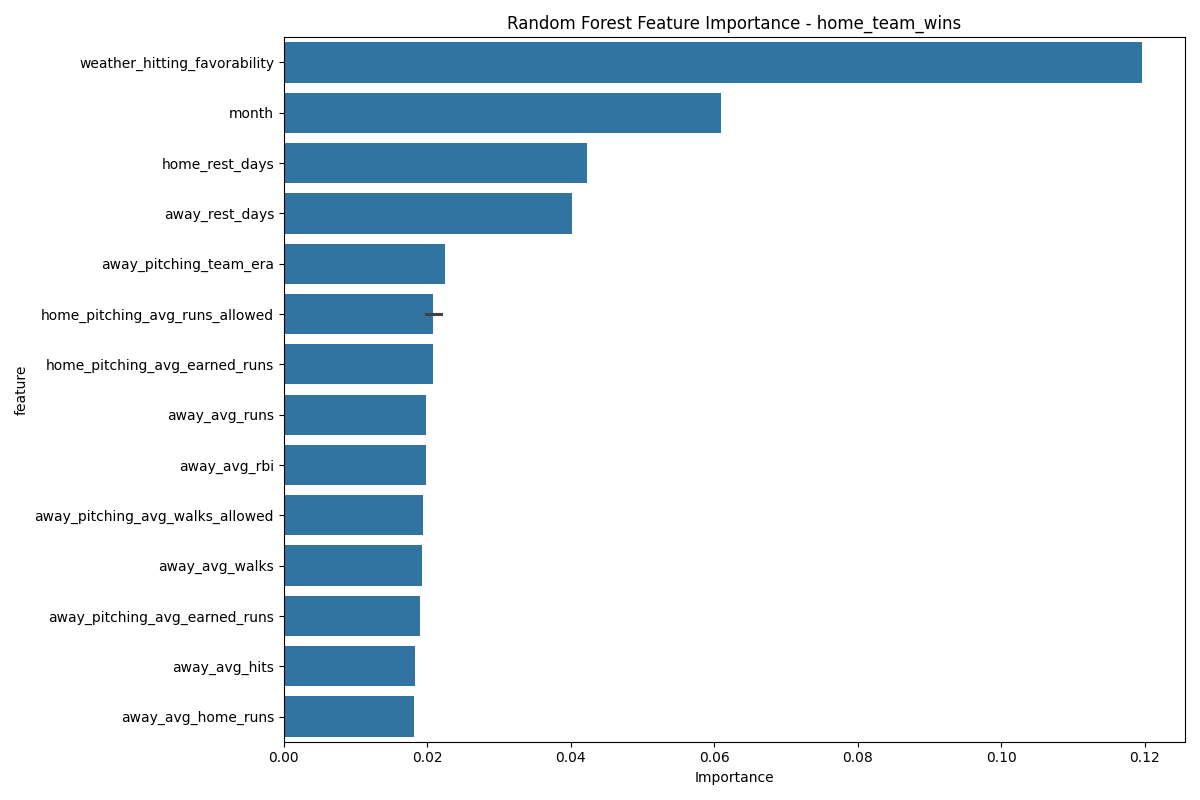 Random Forest Feature Importance - home_team_wins
feature
weather_hitting_favorability
month
home_rest_days
away_rest_days
away_pitching_team_era
home_pitching_avg_runs_allowed
home_pitching_avg_earned_runs
away_avg_runs
away_avg_rbi
away_pitching_avg_walks_allowed
away_avg_walks
away_pitching_avg_earned_runs
away_avg_hits
away_avg_home_runs
0.00 0.02 0.04 0.06 0.08 0.10 0.12
Importance